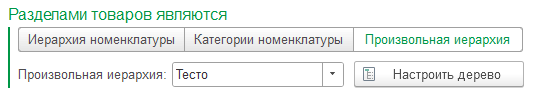 Разделами товаров являются
Иерархия номенклатуры Категории номенклатуры Произвольная иерархия
Произвольная иерархия: Тесто Настроить дерево